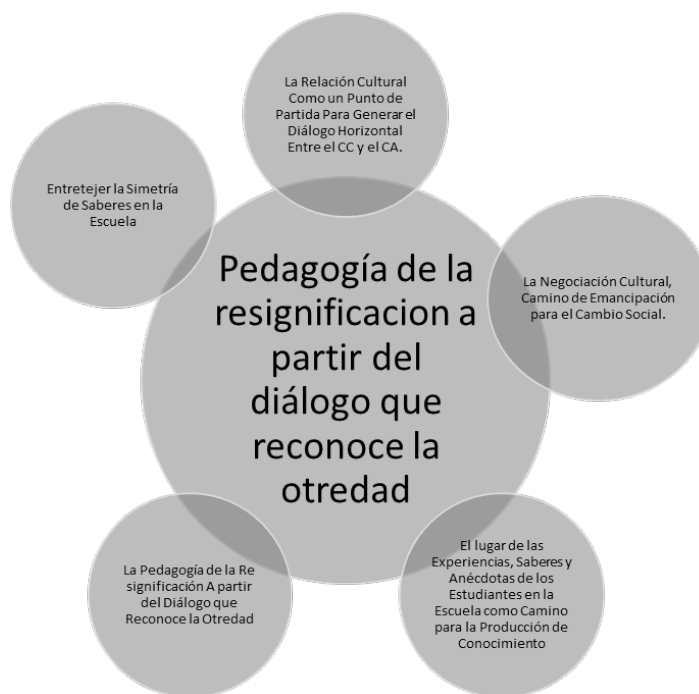 La Relación Cultural
Como un Punto de
Partida Para Generar el
Diálogo Horizontal
Entre el CC y el CA.
Entretejer la Simetría
de Saberes en la
Escuela
Pedagogía de la
resignificacion a
partir del
diálogo que
reconoce la
otredad
La Negociación Cultural,
Camino de Emancipación
para el Cambio Social.
La Pedagogía de la Re
significación A partir
del Diálogo que
Reconoce la Otredad
El lugar de las
Experiencias, Saberes y
Anécdotas de los
Estudiantes en la
Escuela como Camino
para la Producción de
Conocimiento